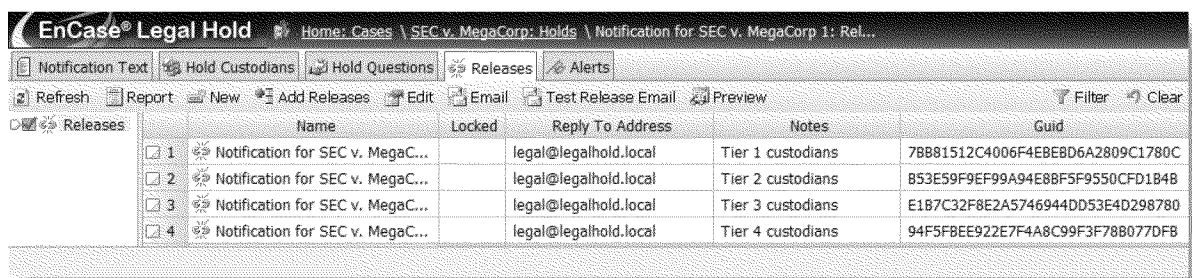 EnCase® Legal Hold Home: Cases \ SEC v. MegaCorp: Holds \ Notification for SEC v. MegaCorp 1: Rel...
Notification Text Hold Custodians Hold Questions Releases Alerts
Refresh Report New Add Releases Edit Email Test Release Email Preview Filter Clear
Releases Name Locked Reply To Address Notes Guid
1 Notification for SEC v. MegaC... legal@legalhold.local Tier 1 custodians 7BB81512C4006F4EBEBD6A2809C1780C
2 Notification for SEC v. MegaC... legal@legalhold.local Tier 2 custodians B53E59F9EF99A94E8BF5F9550CFD1B4B
3 Notification for SEC v. MegaC... legal@legalhold.local Tier 3 custodians E1B7C32F8E2A5746944DD53E4D298780
4 Notification for SEC v. MegaC... legal@legalhold.local Tier 4 custodians 94F5FBEE922E7F4A8C99F3F78B077DFB